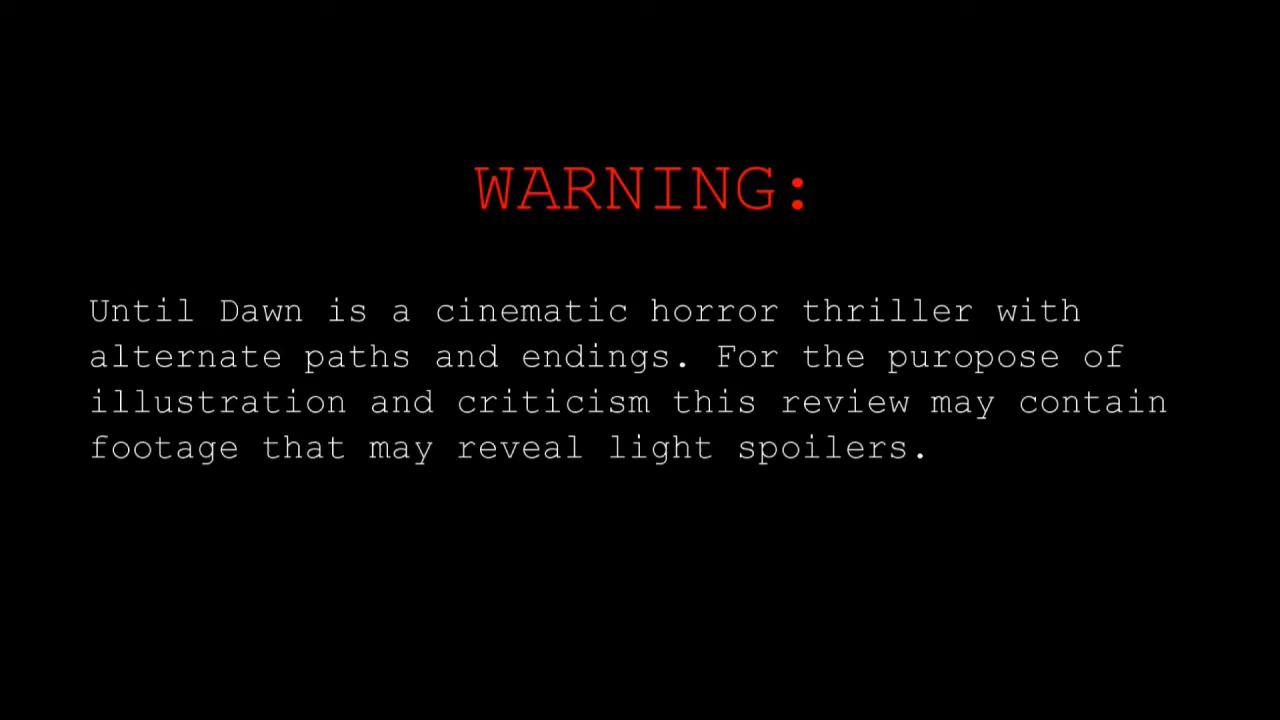 WARNING:
Until Dawn is a cinematic horror thriller with
alternate paths and endings. For the puropose of
illustration and criticism this review may contain
footage that may reveal light spoilers.